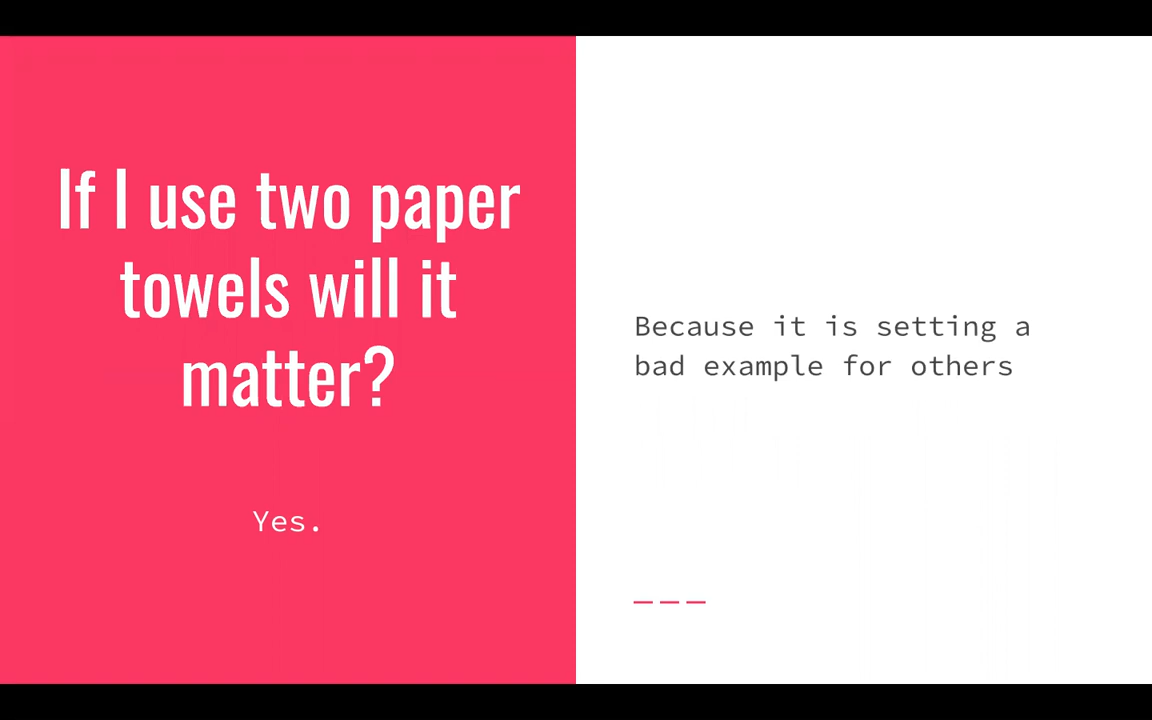 If I use two paper
towels will it
matter?
Yes.
Because it is setting a
bad example for others